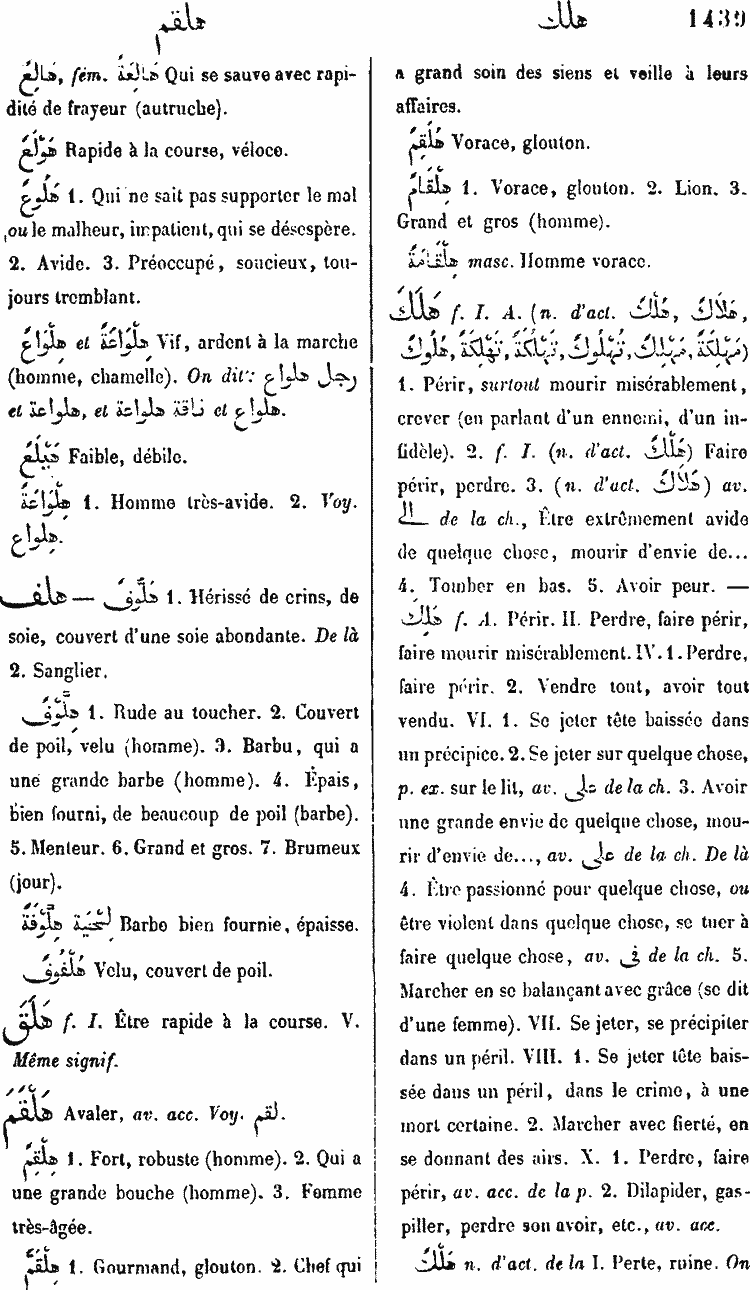 هلقم
هلك
1439
هَالِعٌ, fém. هَالِعَةٌ Qui se sauve avec rapi-
dité de frayeur (autruche).
هَوْلَعٌ Rapide à la course, véloce.
هَلُوعٌ 1. Qui ne sait pas supporter le mal
ou le malheur, impatient, qui se désespère.
2. Avide. 3. Préoccupé, soucieux, tou-
jours tremblant.
هِلْوَاعٌ et هِلْوَاعَةٌ Vif, ardent à la marche
(homme, chamelle). On dit: رجل هلواع
et هلواعة, et ناقة هلواعة et هلواع.
هَيْلَعٌ Faible, débile.
هِلْوَاعَةٌ 1. Homme très-avide. 2. Voy.
هلواع.
هلف — هُلَّوْفٌ 1. Hérissé de crins, de
soie, couvert d'une soie abondante. De là
2. Sanglier.
هِلَّوْفٌ 1. Rude au toucher. 2. Couvert
de poil, velu (homme). 3. Barbu, qui a
une grande barbe (homme). 4. Épais,
bien fourni, de beaucoup de poil (barbe).
5. Menteur. 6. Grand et gros. 7. Brumeux
(jour).
لِحْيَة هِلَّوْفَةٌ Barbe bien fournie, épaisse.
هُلْفُوفٌ Velu, couvert de poil.
هَلَقَ f. I. Être rapide à la course. V.
Même signif.
هَلْقَمَ Avaler, av. acc. Voy. لقم.
هِلْقِمٌ 1. Fort, robuste (homme). 2. Qui a
une grande bouche (homme). 3. Femme
très-âgée.
هِلْقَمٌّ 1. Gourmand, glouton. 2. Chef qui
a grand soin des siens et veille à leurs
affaires.
هُلَقِمٌ Vorace, glouton.
هِلْقَامٌ 1. Vorace, glouton. 2. Lion. 3.
Grand et gros (homme).
هِلْقَامَةٌ masc. Homme vorace.
هَلَكَ f. I. A. (n. d'act. هُلْكٌ, هَلَاكٌ,
هُلُوكٌ, تَهْلِكَةٌ, تَهْلُكَةٌ, تُهْلُوكٌ, مَهْلِكٌ, مَهْلِكَةٌ)
1. Périr, surtout mourir misérablement,
crever (en parlant d'un ennemi, d'un in-
fidèle). 2. f. I. (n. d'act. هَلْكٌ) Faire
périr, perdre. 3. (n. d'act. هَلَاكٌ) av.
الى de la ch., Être extrêmement avide
de quelque chose, mourir d'envie de...
4. Tomber en bas. 5. Avoir peur. —
هَلِكَ f. A. Périr. II. Perdre, faire périr,
faire mourir misérablement. IV. 1. Perdre,
faire périr. 2. Vendre tout, avoir tout
vendu. VI. 1. Se jeter tête baissée dans
un précipice. 2. Se jeter sur quelque chose,
p. ex. sur le lit, av. على de la ch. 3. Avoir
une grande envie de quelque chose, mou-
rir d'envie de..., av. على de la ch. De là
4. Être passionné pour quelque chose, ou
être violent dans quelque chose, se tuer à
faire quelque chose, av. فى de la ch. 5.
Marcher en se balançant avec grâce (se dit
d'une femme). VII. Se jeter, se précipiter
dans un péril. VIII. 1. Se jeter tête bais-
sée dans un péril, dans le crime, à une
mort certaine. 2. Marcher avec fierté, en
se donnant des airs. X. 1. Perdre, faire
périr, av. acc. de la p. 2. Dilapider, gas-
piller, perdre son avoir, etc., av. acc.
هُلْكٌ n. d'act. de la I. Perte, ruine. On